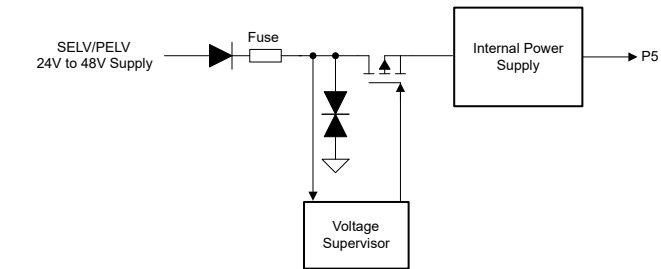 SELV/PELV
24V to 48V Supply
Fuse
Internal Power
Supply
P5
Voltage
Supervisor